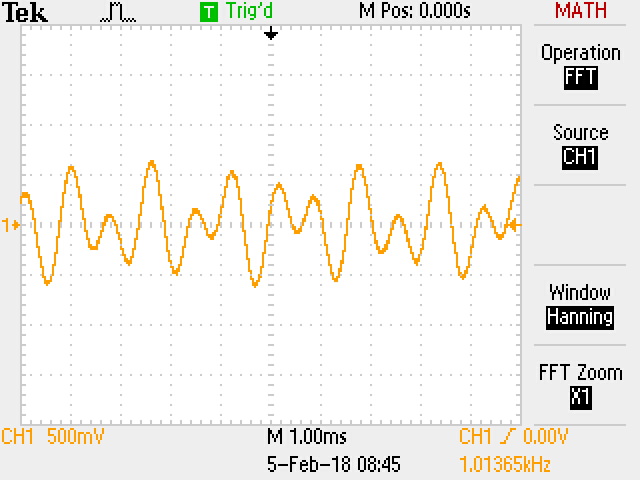 Tek T Trig'd M Pos: 0.000s MATH
Operation
FFT
Source
CH1
1
Window
Hanning
FFT Zoom
X1
CH1 500mV M 1.00ms CH1 / 0.00V
5-Feb-18 08:45 1.01365kHz